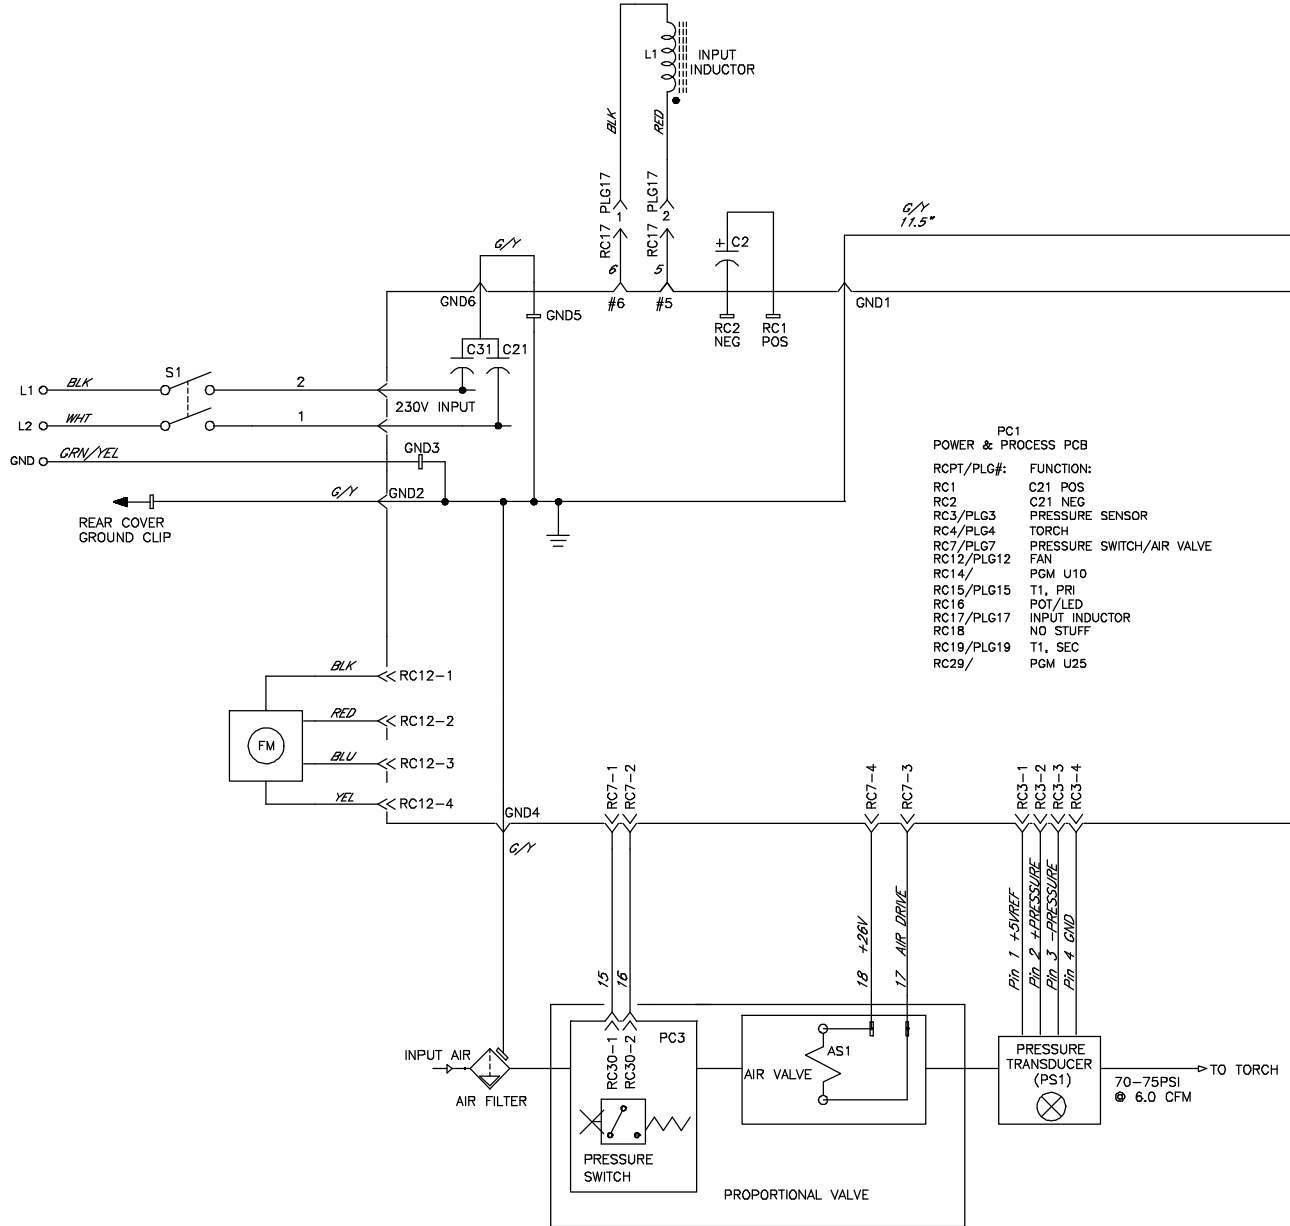 L1
INPUT
INDUCTOR
BLK
RED
PLG17
PLG17
1
2
RC17
RC17
6
5
#6
#5
G/Y
11.5"
G/Y
+ C2
GND6
GND5
GND1
RC2
NEG
RC1
POS
C31
C21
S1
L1
BLK
2
230V INPUT
L2
WHT
1
GND
GRN/YEL
GND3
G/Y
GND2
REAR COVER
GROUND CLIP
PC1
POWER & PROCESS PCB
RCPT/PLG#: FUNCTION:
RC1 C21 POS
RC2 C21 NEG
RC3/PLG3 PRESSURE SENSOR
RC4/PLG4 TORCH
RC7/PLG7 PRESSURE SWITCH/AIR VALVE
RC12/PLG12 FAN
RC14/ PGM U10
RC15/PLG15 T1, PRI
RC16 POT/LED
RC17/PLG17 INPUT INDUCTOR
RC18 NO STUFF
RC19/PLG19 T1, SEC
RC29/ PGM U25
BLK
RC12-1
RED
RC12-2
FM
BLU
RC12-3
YEL
RC12-4
GND4
G/Y
RC7-1
RC7-2
RC7-4
RC7-3
RC3-1
RC3-2
RC3-3
RC3-4
15
16
18 +26V
17 AIR DRIVE
Pin 1 +5VREF
Pin 2 +PRESSURE
Pin 3 -PRESSURE
Pin 4 GND
INPUT AIR
AIR FILTER
RC30-1
RC30-2
PC3
PRESSURE
SWITCH
AIR VALVE
AS1
PRESSURE
TRANSDUCER
(PS1)
TO TORCH
70-75PSI
@ 6.0 CFM
PROPORTIONAL VALVE